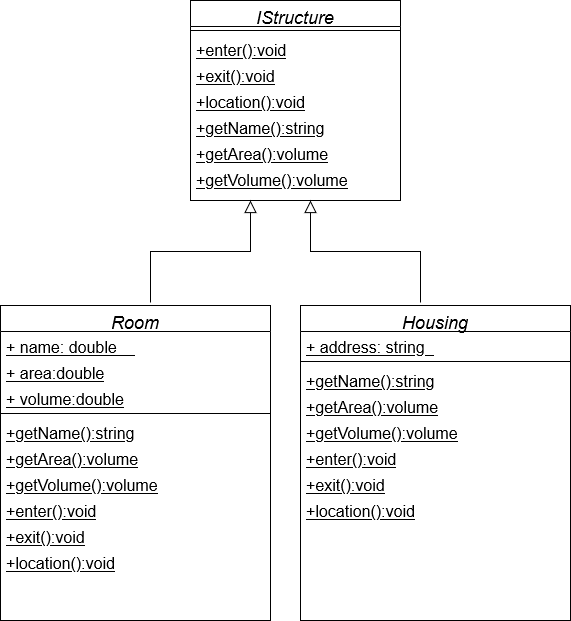 IStructure
+enter():void
+exit():void
+location():void
+getName():string
+getArea():volume
+getVolume():volume
Room
+ name: double
+ area:double
+ volume:double
+getName():string
+getArea():volume
+getVolume():volume
+enter():void
+exit():void
+location():void
Housing
+ address: string
+getName():string
+getArea():volume
+getVolume():volume
+enter():void
+exit():void
+location():void